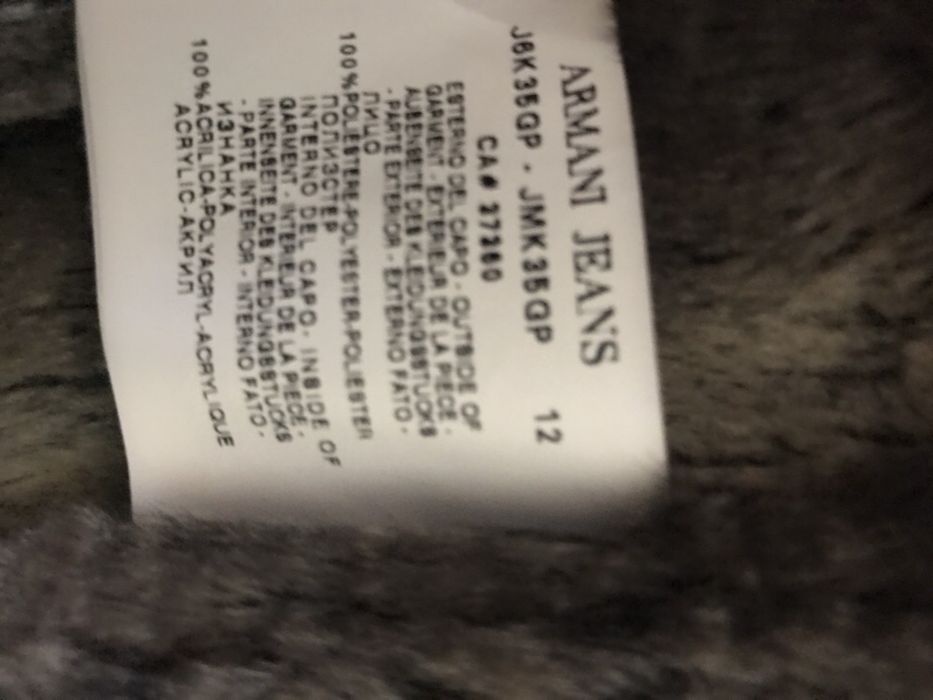 ARMANI JEANS
J6K35GP - JMK35GP 12
CA# 27260
ESTERNO DEL CAPO - OUTSIDE OF
GARMENT - EXTERIEUR DE LA PIECE -
AUßENSEITE DES KLEIDUNGSSTUCKS
- PARTE EXTERIOR - EXTERNO FATO -
ЛИЦО
100%POLIESTERE-POLYESTER-POLIESTER
ПОЛИЭСТЕР
INTERNO DEL CAPO - INSIDE OF
GARMENT - INTERIEUR DE LA PIECE -
INNENSEITE DES KLEIDUNGSSTUCKS
- PARTE INTERIOR - INTERNO FATO -
ИЗНАНКА
100%ACRILICA-POLYACRYL-ACRYLIQUE
ACRYLIC-АКРИЛ